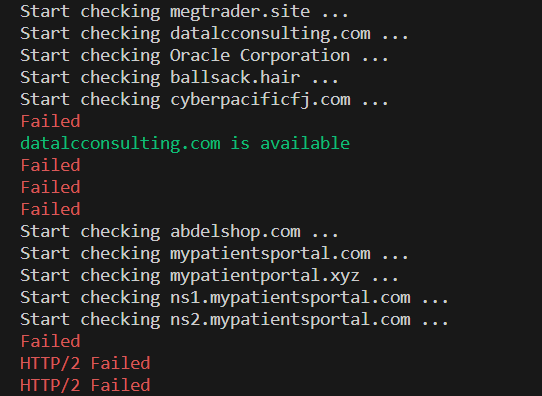 Start checking megtrader.site ...
Start checking datalcconsulting.com ...
Start checking Oracle Corporation ...
Start checking ballsack.hair ...
Start checking cyberpacificfj.com ...
Failed
datalcconsulting.com is available
Failed
Failed
Failed
Start checking abdelshop.com ...
Start checking mypatientsportal.com ...
Start checking mypatientportal.xyz ...
Start checking ns1.mypatientsportal.com ...
Start checking ns2.mypatientsportal.com ...
Failed
HTTP/2 Failed
HTTP/2 Failed